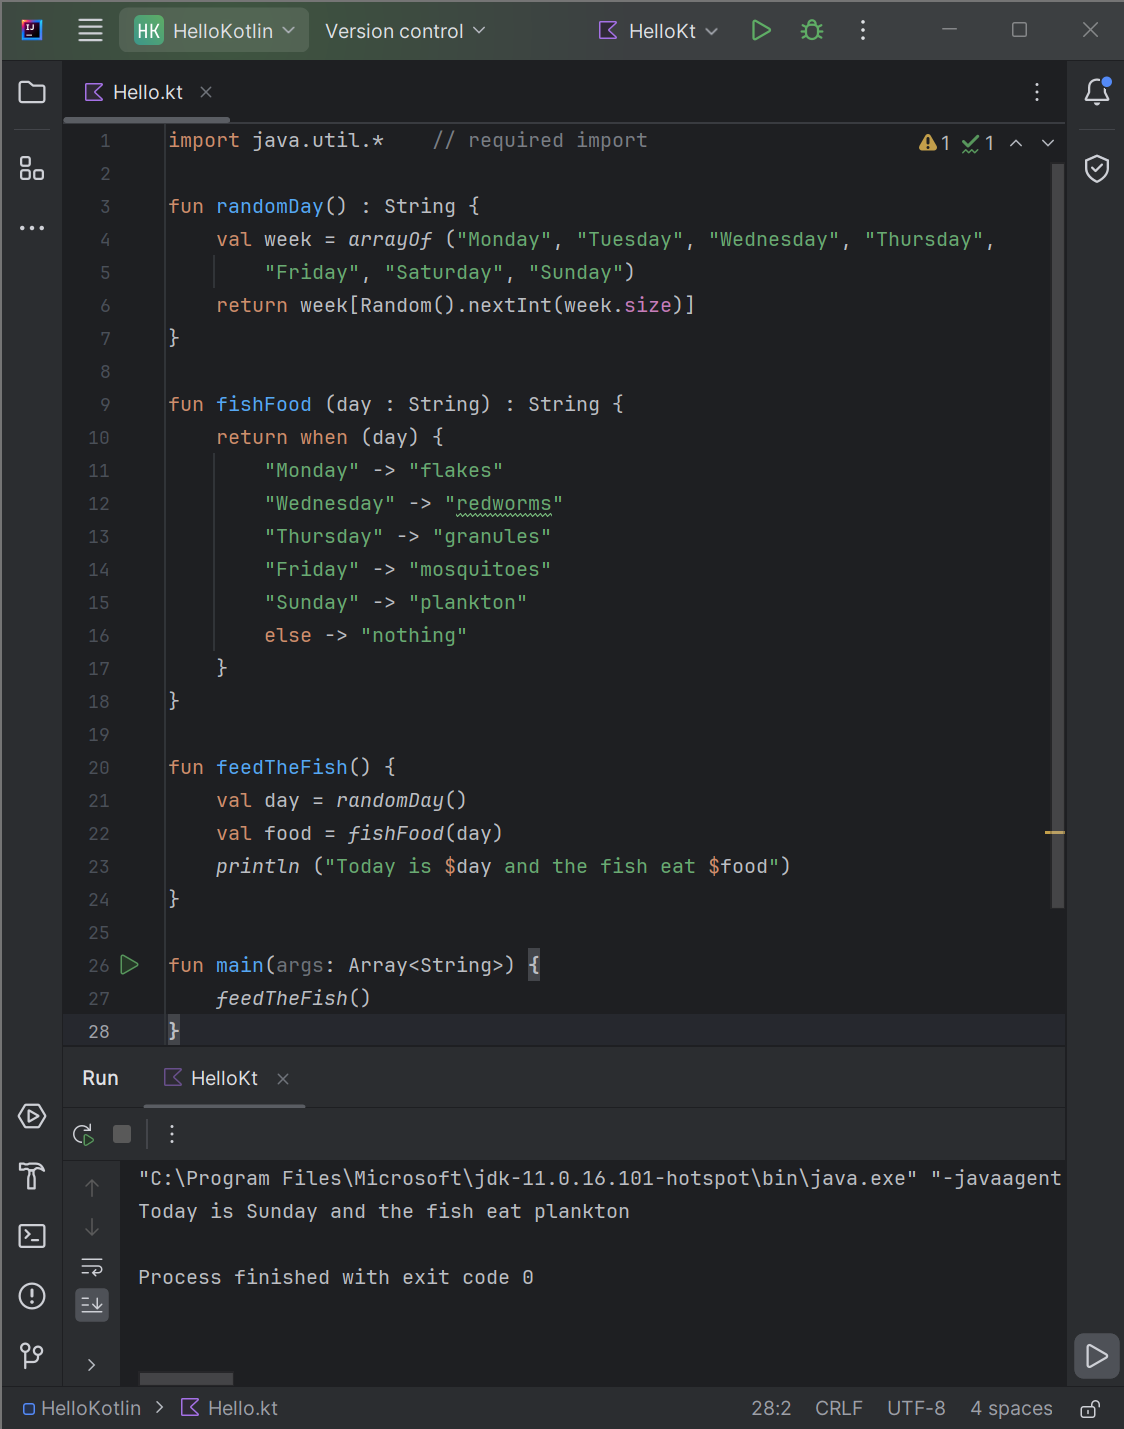 HK HelloKotlin Version control HelloKt
Hello.kt
1 import java.util.* // required import 1 1
2
3 fun randomDay() : String {
4 val week = arrayOf ("Monday", "Tuesday", "Wednesday", "Thursday",
5 "Friday", "Saturday", "Sunday")
6 return week[Random().nextInt(week.size)]
7 }
8
9 fun fishFood (day : String) : String {
10 return when (day) {
11 "Monday" -> "flakes"
12 "Wednesday" -> "redworms"
13 "Thursday" -> "granules"
14 "Friday" -> "mosquitoes"
15 "Sunday" -> "plankton"
16 else -> "nothing"
17 }
18 }
19
20 fun feedTheFish() {
21 val day = randomDay()
22 val food = fishFood(day)
23 println ("Today is $day and the fish eat $food")
24 }
25
26 fun main(args: Array<String>) {
27 feedTheFish()
28 }
Run HelloKt
"C:\Program Files\Microsoft\jdk-11.0.16.101-hotspot\bin\java.exe" "-javaagent
Today is Sunday and the fish eat plankton
Process finished with exit code 0
HelloKotlin > Hello.kt 28:2 CRLF UTF-8 4 spaces